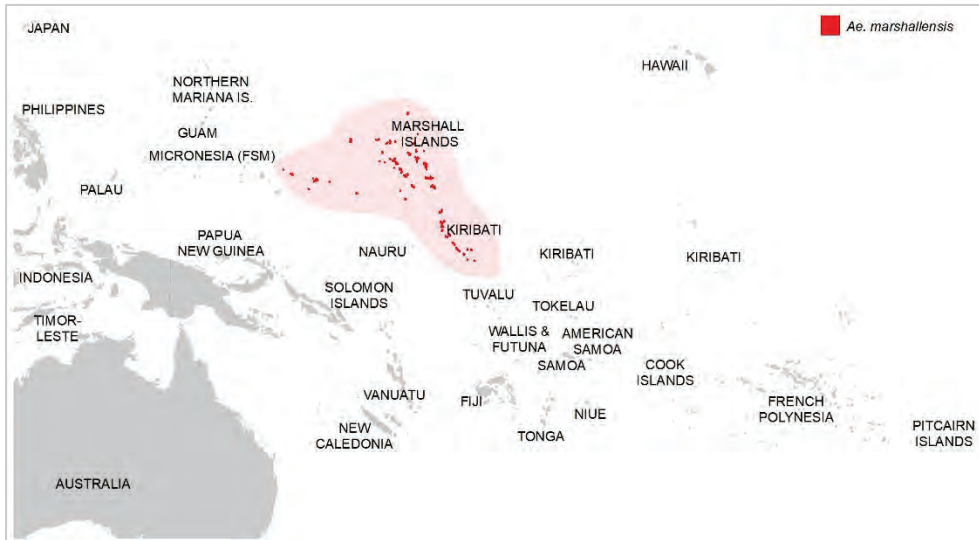 JAPAN
Ae. marshallensis
HAWAII
NORTHERN
MARIANA IS.
PHILIPPINES
GUAM
MARSHALL
ISLANDS
MICRONESIA (FSM)
PALAU
PAPUA
NEW GUINEA
KIRIBATI
NAURU
KIRIBATI
KIRIBATI
INDONESIA
SOLOMON
ISLANDS
TUVALU
TOKELAU
TIMOR-
LESTE
WALLIS &
FUTUNA
AMERICAN
SAMOA
SAMOA
COOK
ISLANDS
VANUATU
FIJI
NIUE
FRENCH
POLYNESIA
NEW
CALEDONIA
TONGA
PITCAIRN
ISLANDS
AUSTRALIA